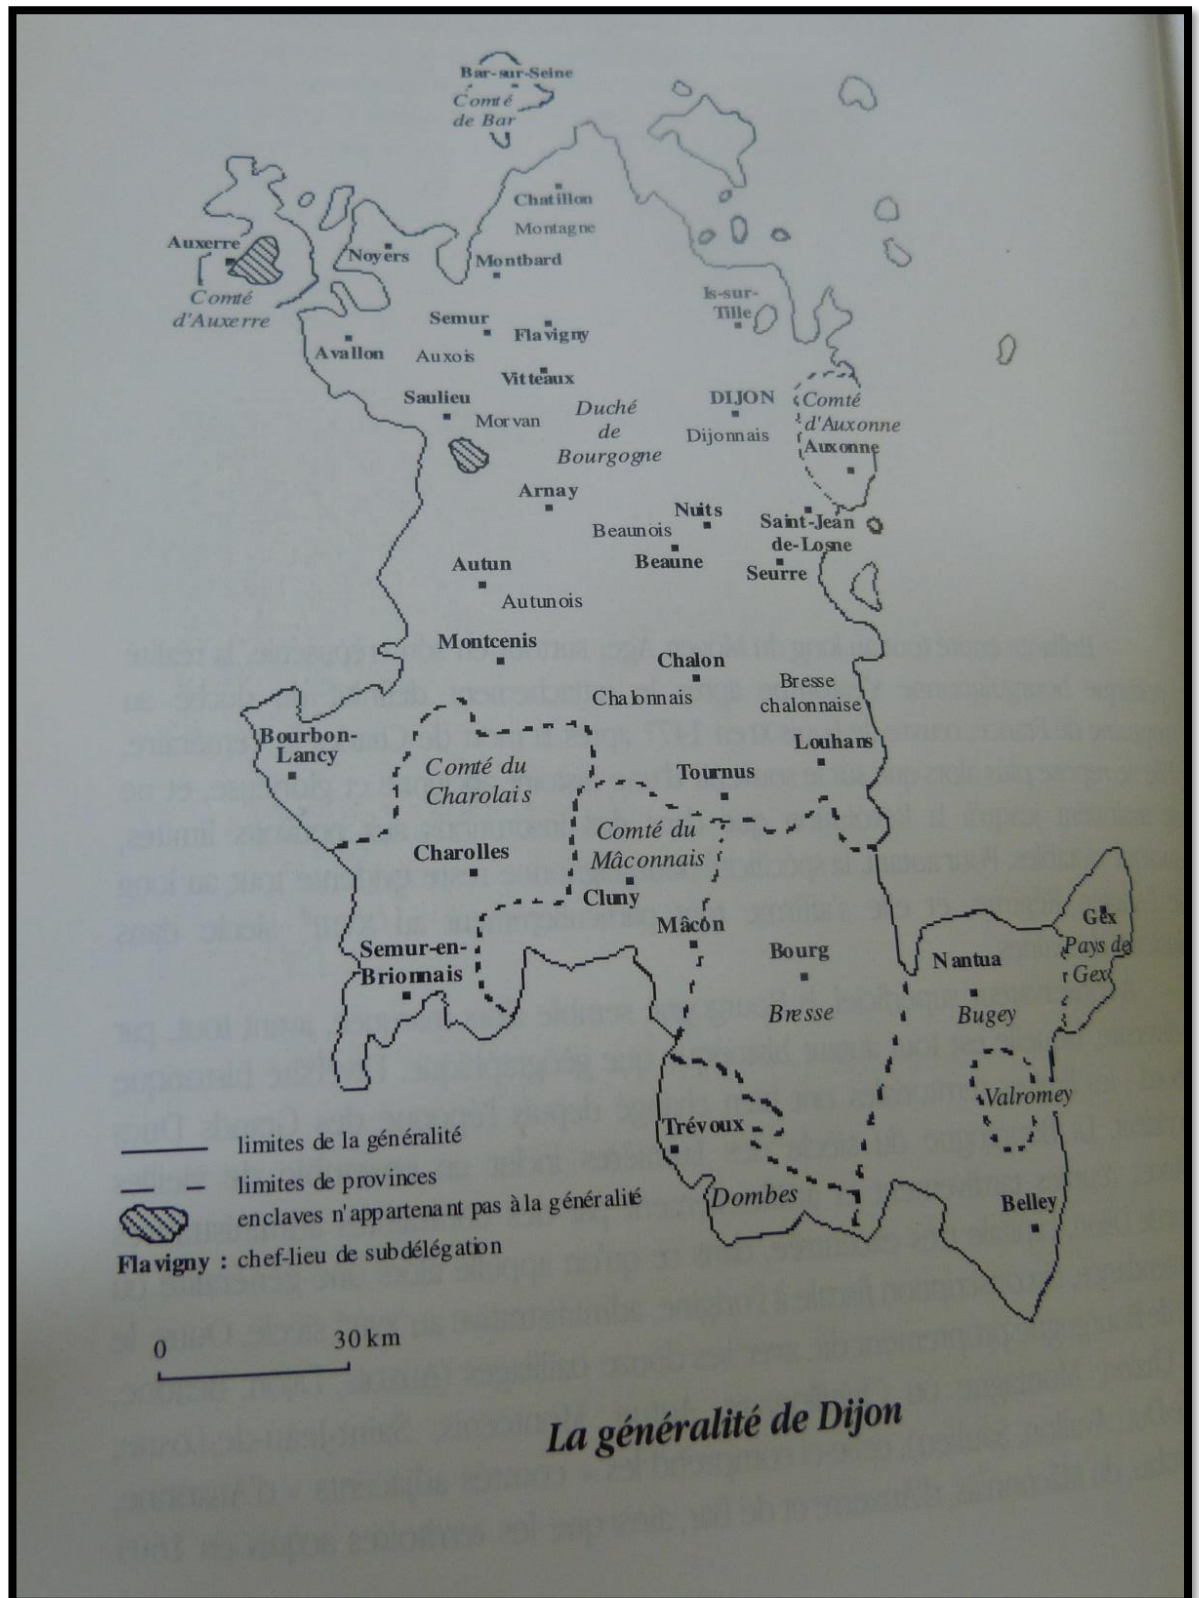 Bar-sur-Seine
Comté
de Bar
Chatillon
Montagne
Auxerre
Noyers
Montbard
Comté
d'Auxerre
Is-sur-
Tille
Semur
Flavigny
Avallon
Auxois
Vitteaux
Saulieu
Morvan
Duché
de
Bourgogne
DIJON
Dijonnais
Comté
d'Auxonne
Auxonne
Arnay
Nuits
Beaunois
Beaune
Saint-Jean
de-Losne
Seurre
Autun
Autunois
Montcenis
Chalon
Chalonnais
Bresse
chalonnaise
Bourbon-
Lancy
Louhans
Comté du
Charolais
Tournus
Comté du
Mâconnais
Charolles
Cluny
Mâcon
Semur-en-
Brionnais
Bourg
Bresse
Nantua
Bugey
Gex
Pays de
Gex
Valromey
Trévoux
Dombes
Belley
limites de la généralité
limites de provinces
enclaves n'appartenant pas à la généralité
Flavigny : chef-lieu de subdélégation
0 30 km
La généralité de Dijon